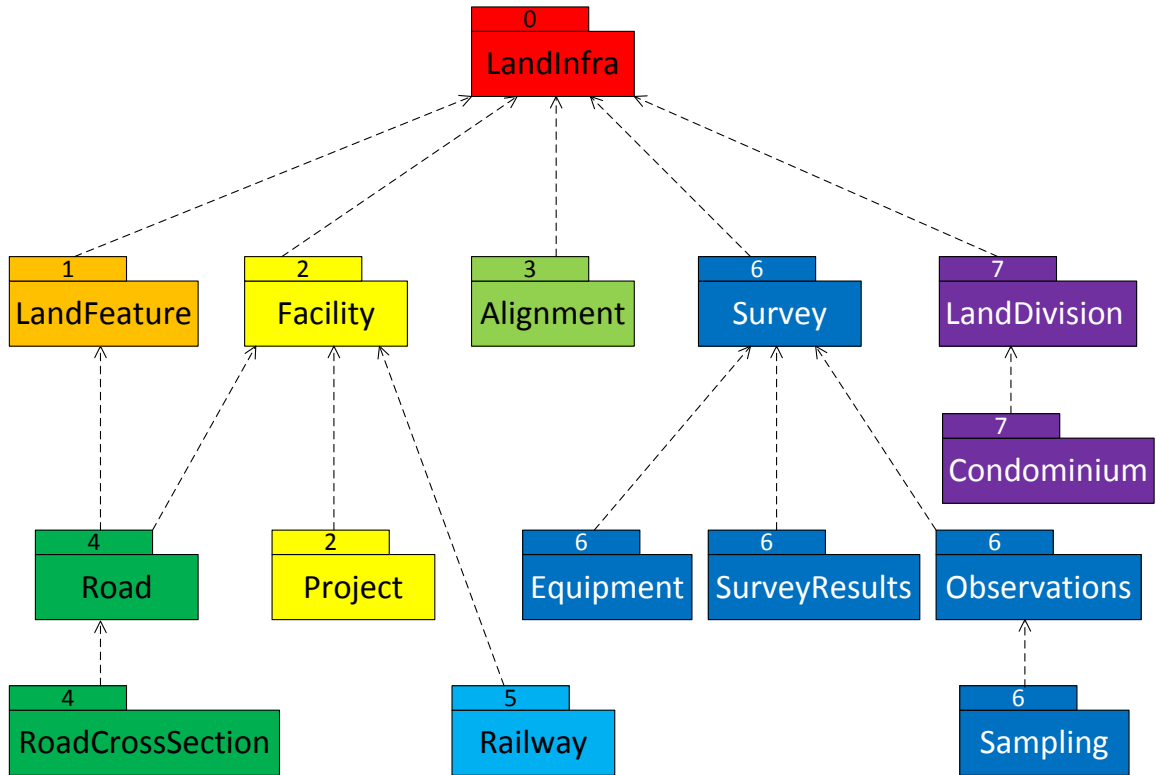 0
LandInfra
1
LandFeature
2
Facility
3
Alignment
6
Survey
7
LandDivision
7
Condominium
4
Road
2
Project
6
Equipment
6
SurveyResults
6
Observations
4
RoadCrossSection
5
Railway
6
Sampling